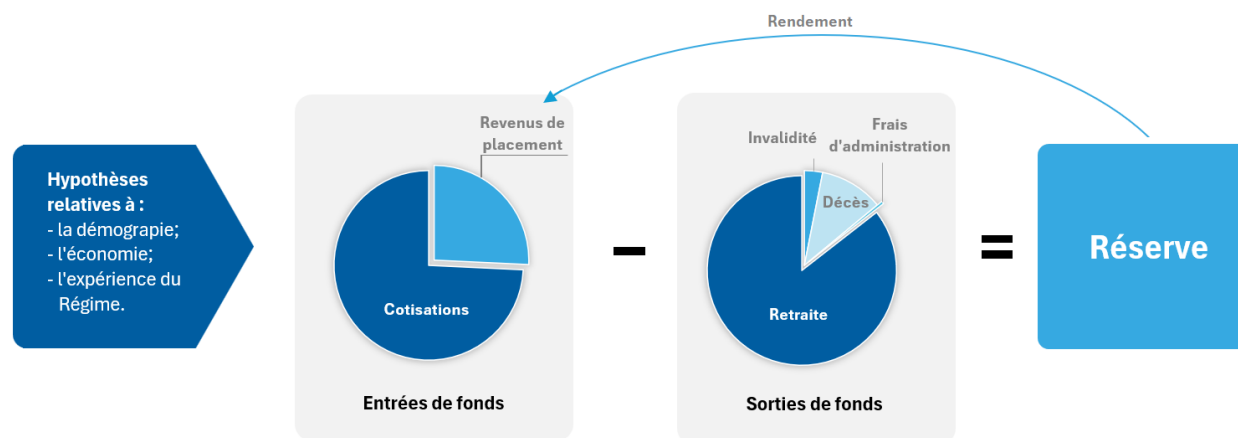 Rendement
Hypothèses
relatives à :
- la démograpie;
- l'économie;
- l'expérience du
Régime.
Revenus de
placement
Cotisations
Entrées de fonds
–
Invalidité
Frais
d'administration
Décès
Retraite
Sorties de fonds
=
Réserve